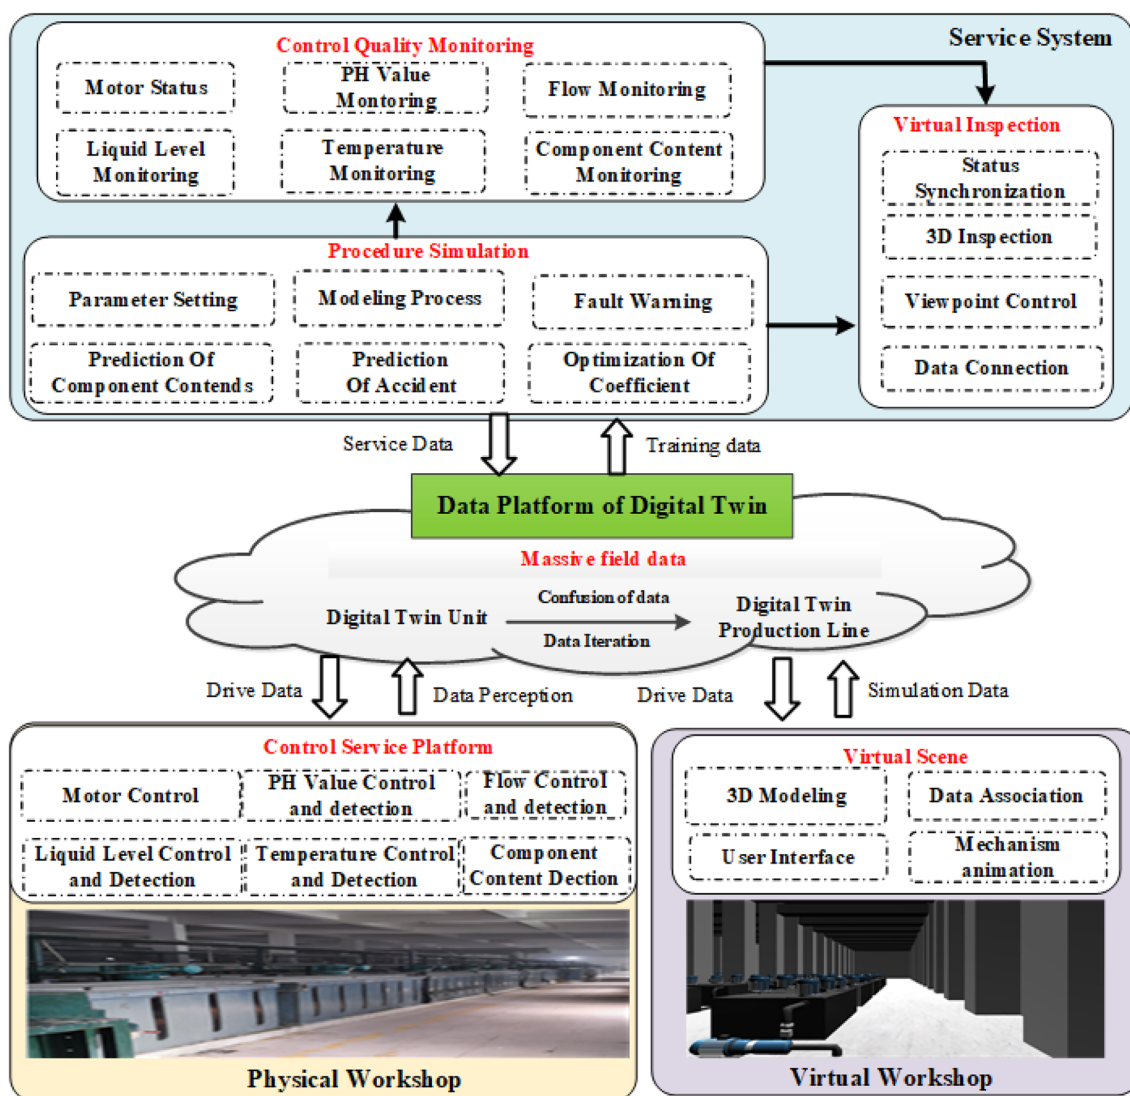 Service System
Control Quality Monitoring
Motor Status
PH Value
Montoring
Flow Monitoring
Liquid Level
Monitoring
Temperature
Monitoring
Component Content
Monitoring
Virtual Inspection
Status
Synchronization
3D Inspection
Viewpoint Control
Data Connection
Procedure Simulation
Parameter Setting
Modeling Process
Fault Warning
Prediction Of
Component Contends
Prediction
Of Accident
Optimization Of
Coefficient
Service Data
Training data
Data Platform of Digital Twin
Massive field data
Digital Twin Unit
Confusion of data
Data Iteration
Digital Twin
Production Line
Drive Data
Data Perception
Drive Data
Simulation Data
Control Service Platform
Motor Control
PH Value Control
and detection
Flow Control
and detection
Liquid Level Control
and Detection
Temperature Control
and Detection
Component
Content Dection
Physical Workshop
Virtual Scene
3D Modeling
Data Association
User Interface
Mechanism
animation
Virtual Workshop